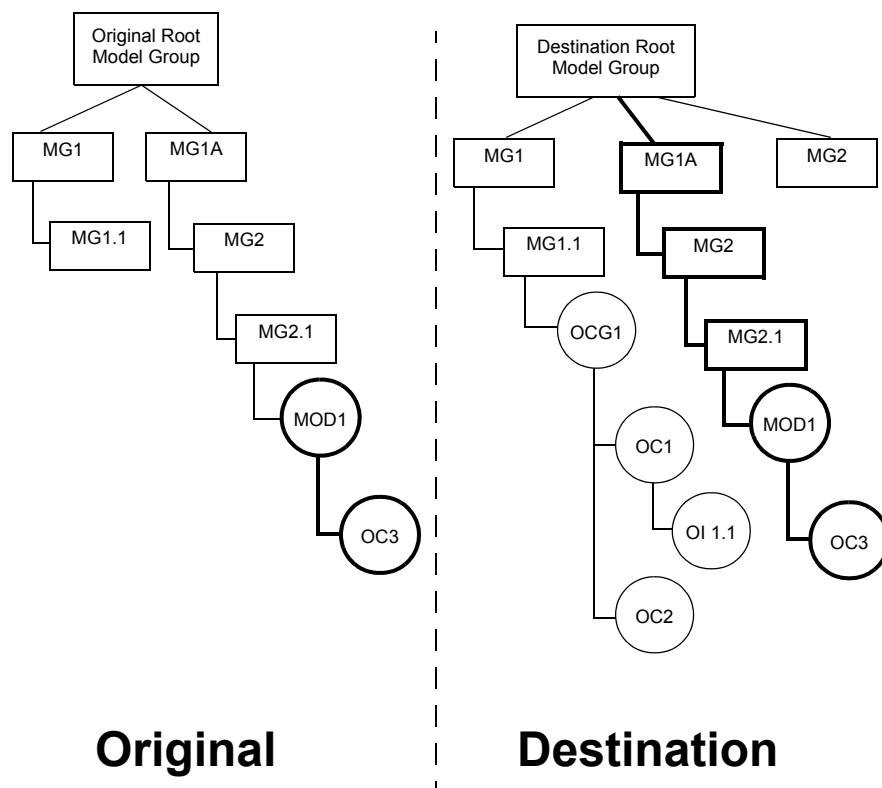 Original Root
Model Group
MG1
MG1A
MG1.1
MG2
MG2.1
MOD1
OC3
Original
Destination Root
Model Group
MG1
MG1A
MG2
MG1.1
MG2
OCG1
MG2.1
MOD1
OC1
OI 1.1
OC3
OC2
Destination